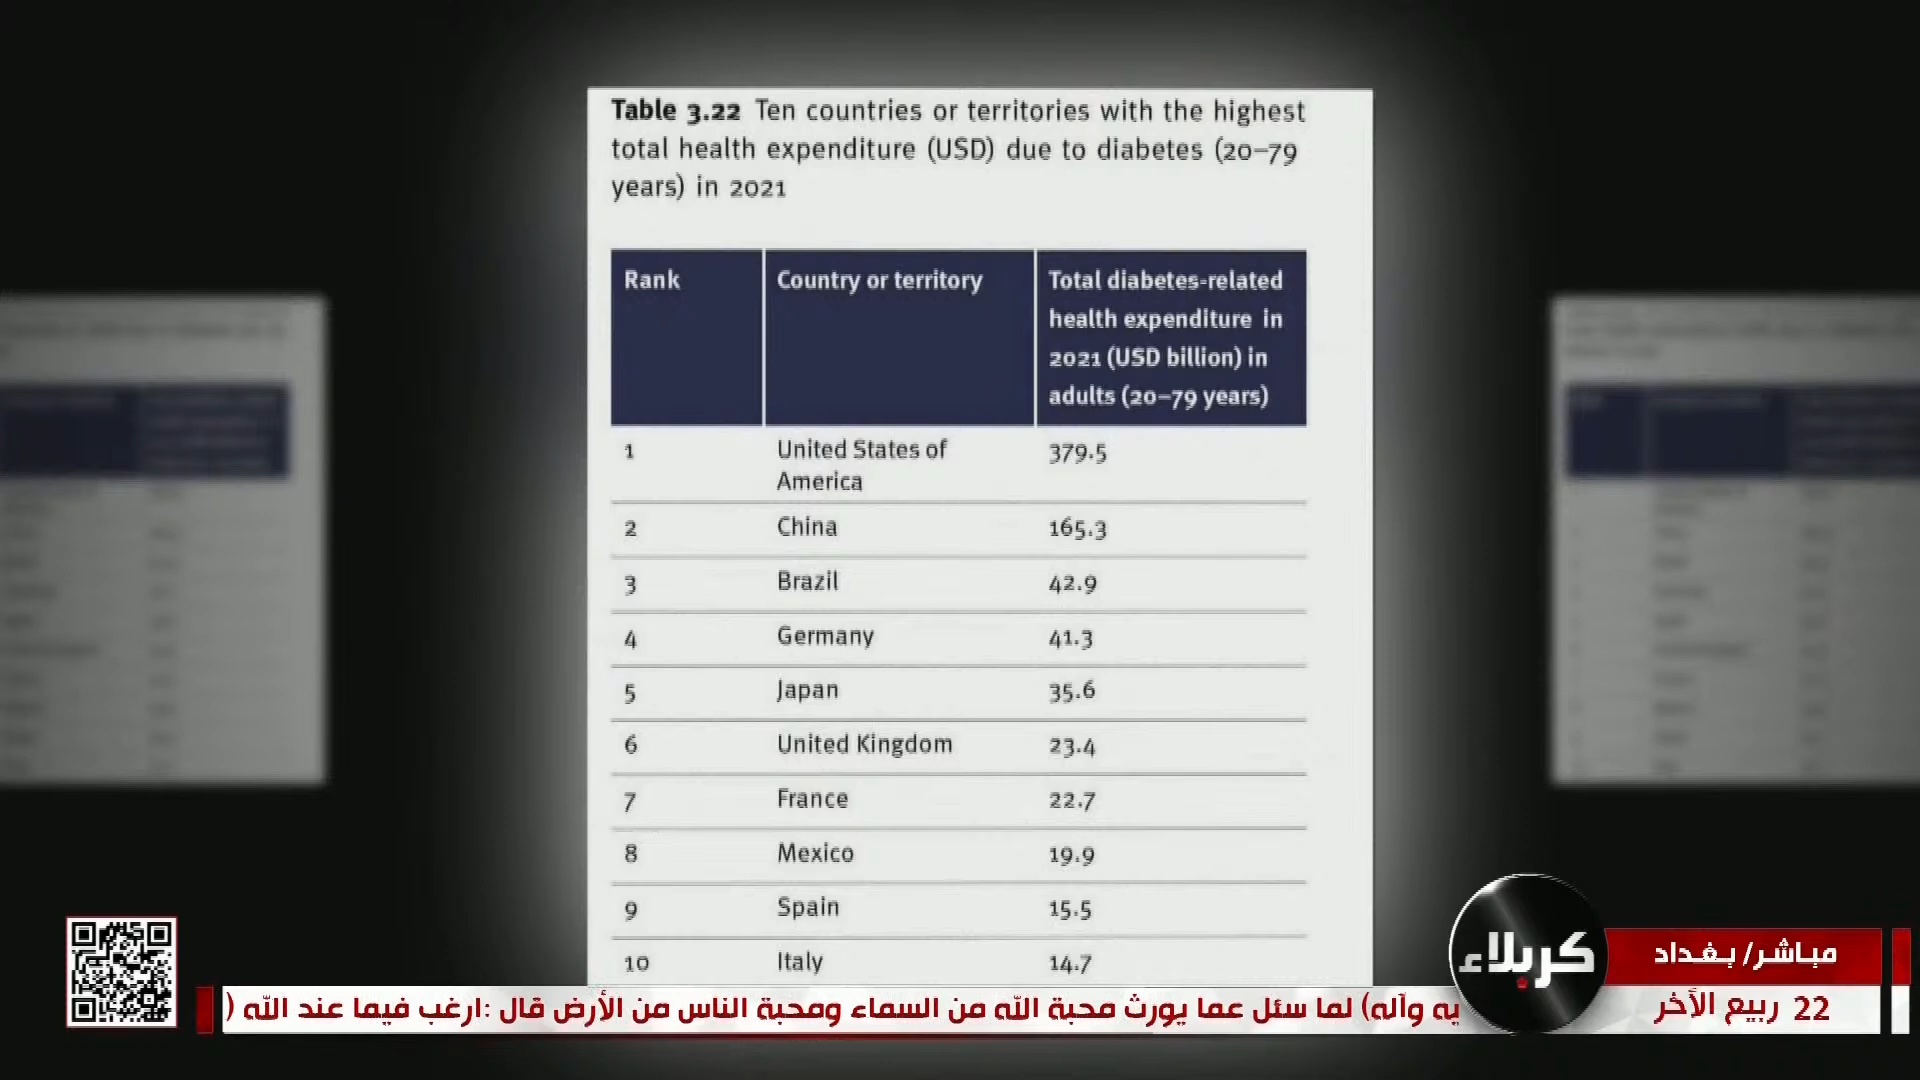 Table 3.22 Ten countries or territories with the highest
total health expenditure (USD) due to diabetes (20–79
years) in 2021
Rank
Country or territory
Total diabetes-related
health expenditure in
2021 (USD billion) in
adults (20–79 years)
1 United States of America 379.5
2 China 165.3
3 Brazil 42.9
4 Germany 41.3
5 Japan 35.6
6 United Kingdom 23.4
7 France 22.7
8 Mexico 19.9
9 Spain 15.5
10 Italy 14.7
كربلاء
مباشر/ بغداد
22 ربيع الآخر
يه وآله) لما سئل عما يورث محبة الله من السماء ومحبة الناس من الأرض قال :ارغب فيما عند الله (